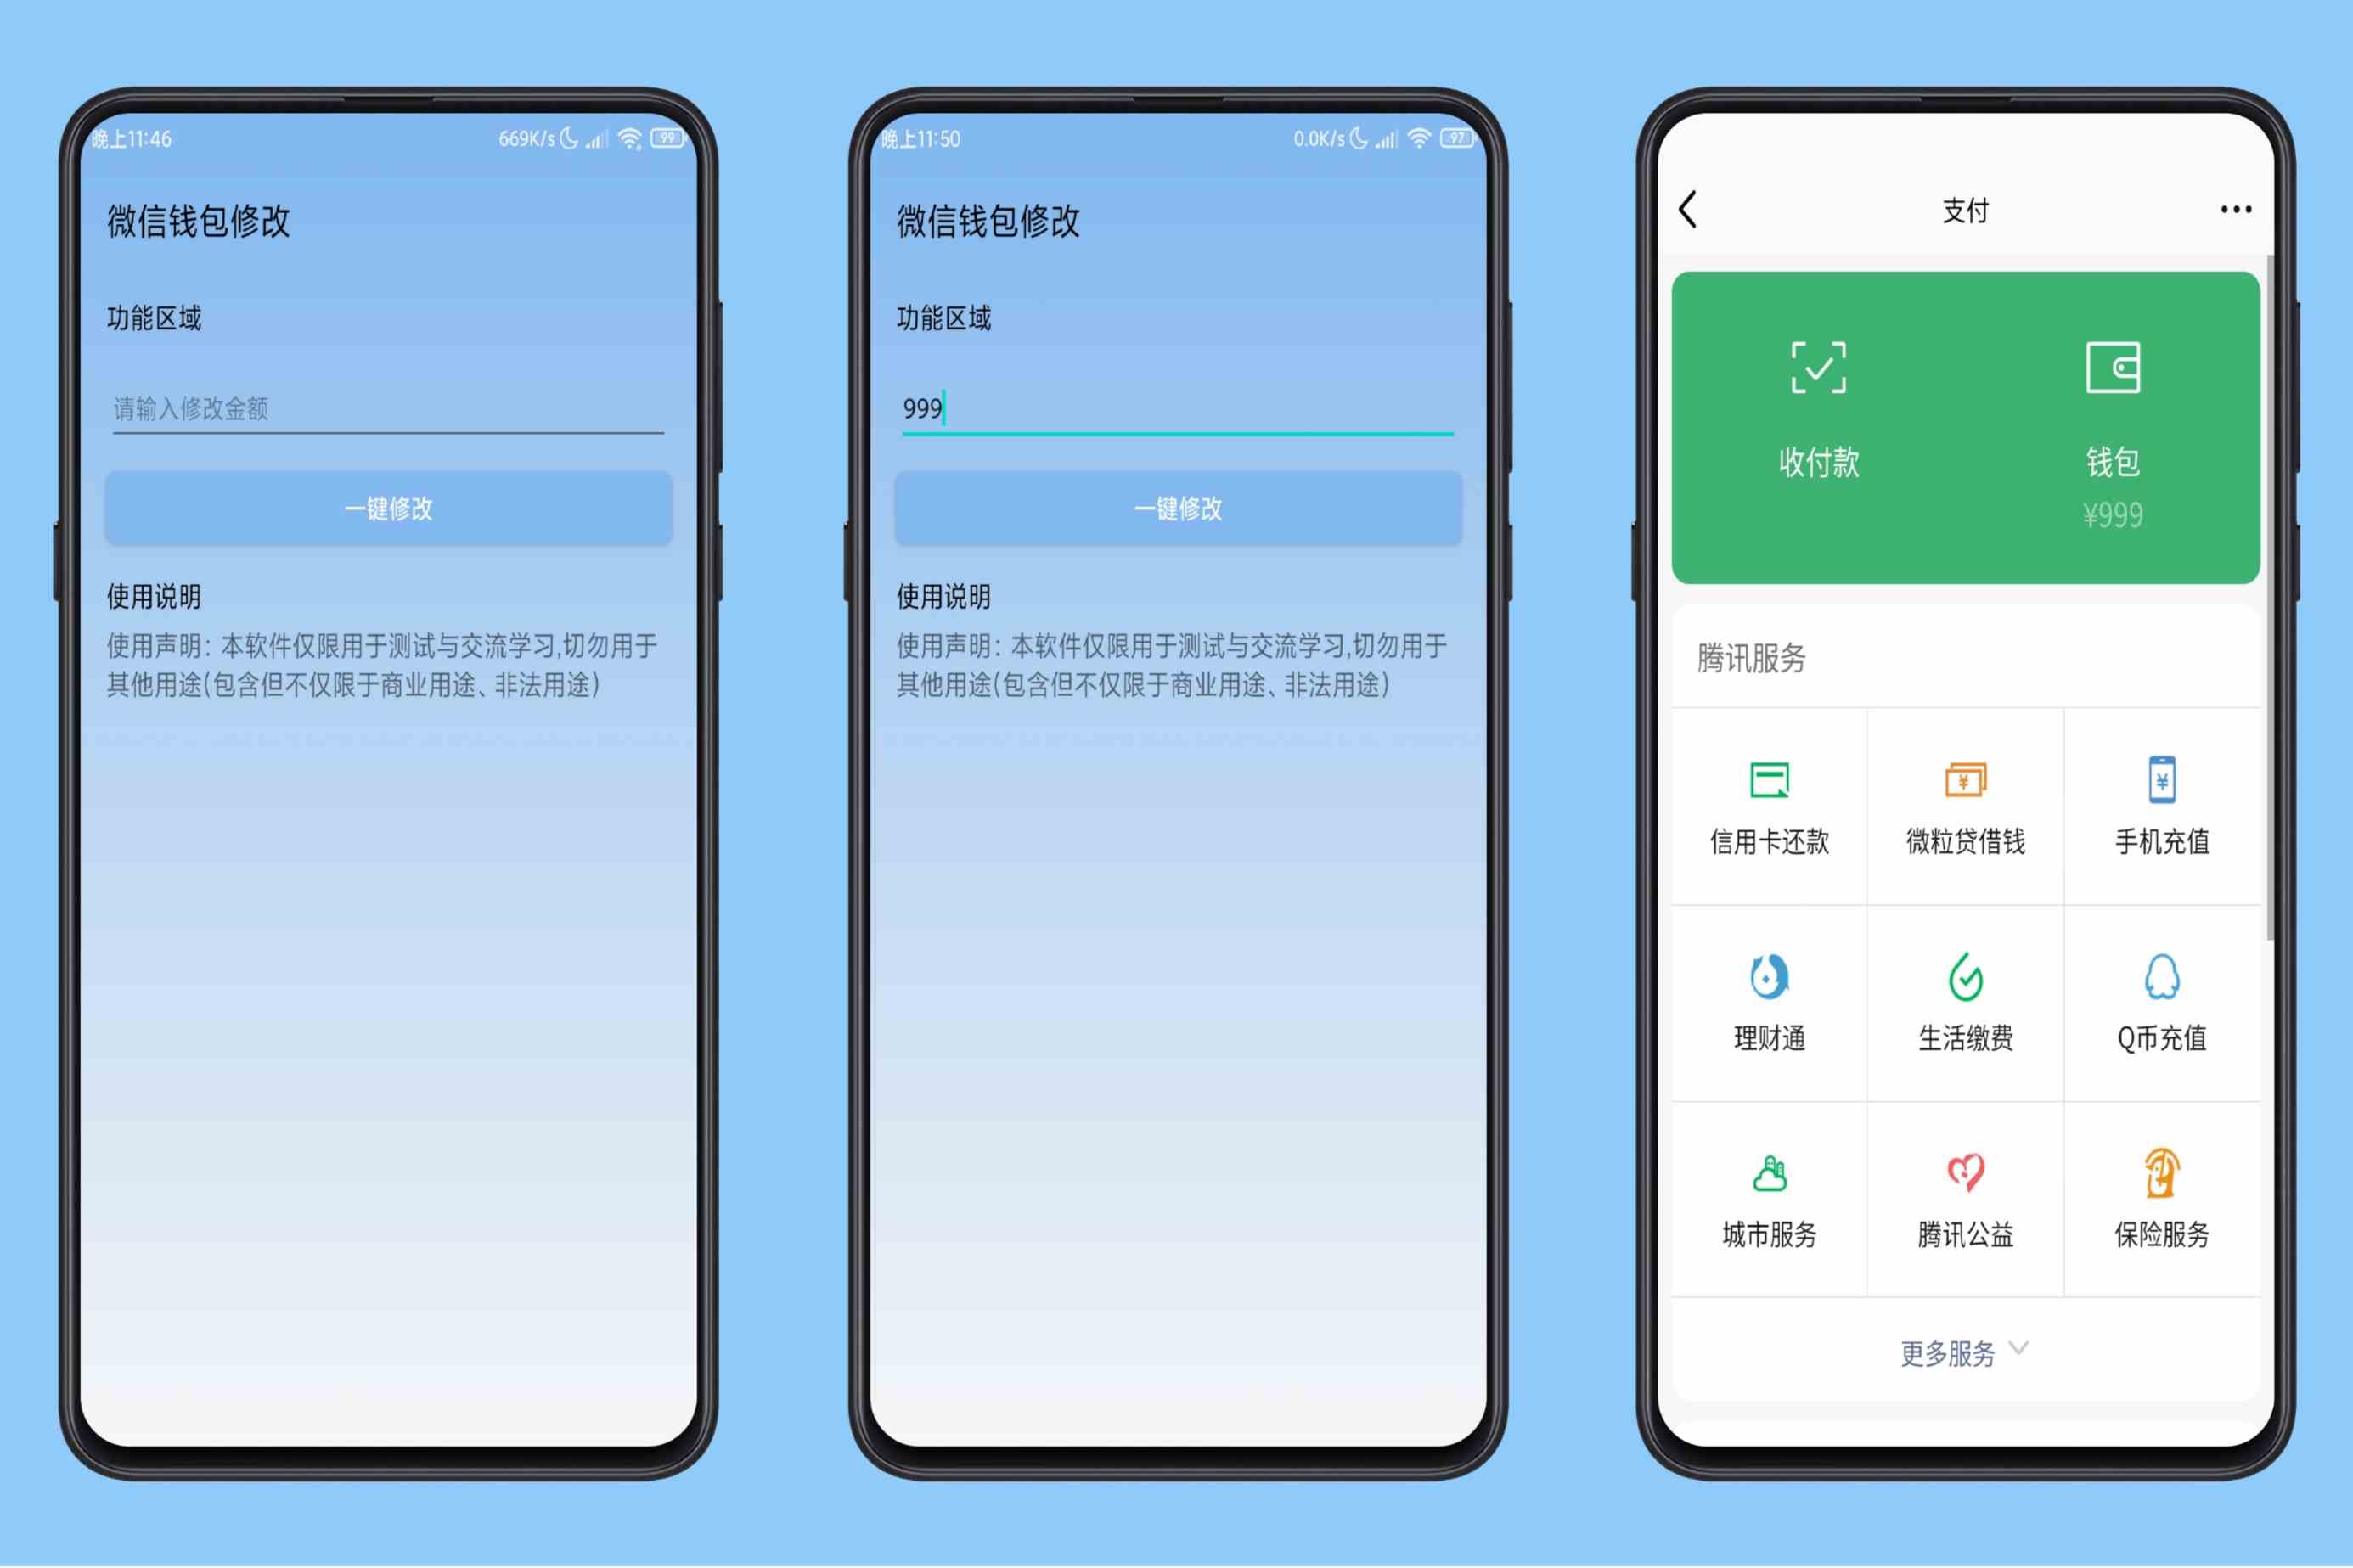 晚上11:46
669K/s
99
微信钱包修改
功能区域
请输入修改金额
一键修改
使用说明
使用声明：本软件仅限用于测试与交流学习,切勿用于
其他用途(包含但不仅限于商业用途、非法用途)
晚上11:50
0.0K/s
97
微信钱包修改
功能区域
999
一键修改
使用说明
使用声明：本软件仅限用于测试与交流学习,切勿用于
其他用途(包含但不仅限于商业用途、非法用途)
支付
收付款
钱包
¥999
腾讯服务
信用卡还款
微粒贷借钱
手机充值
理财通
生活缴费
Q币充值
城市服务
腾讯公益
保险服务
更多服务